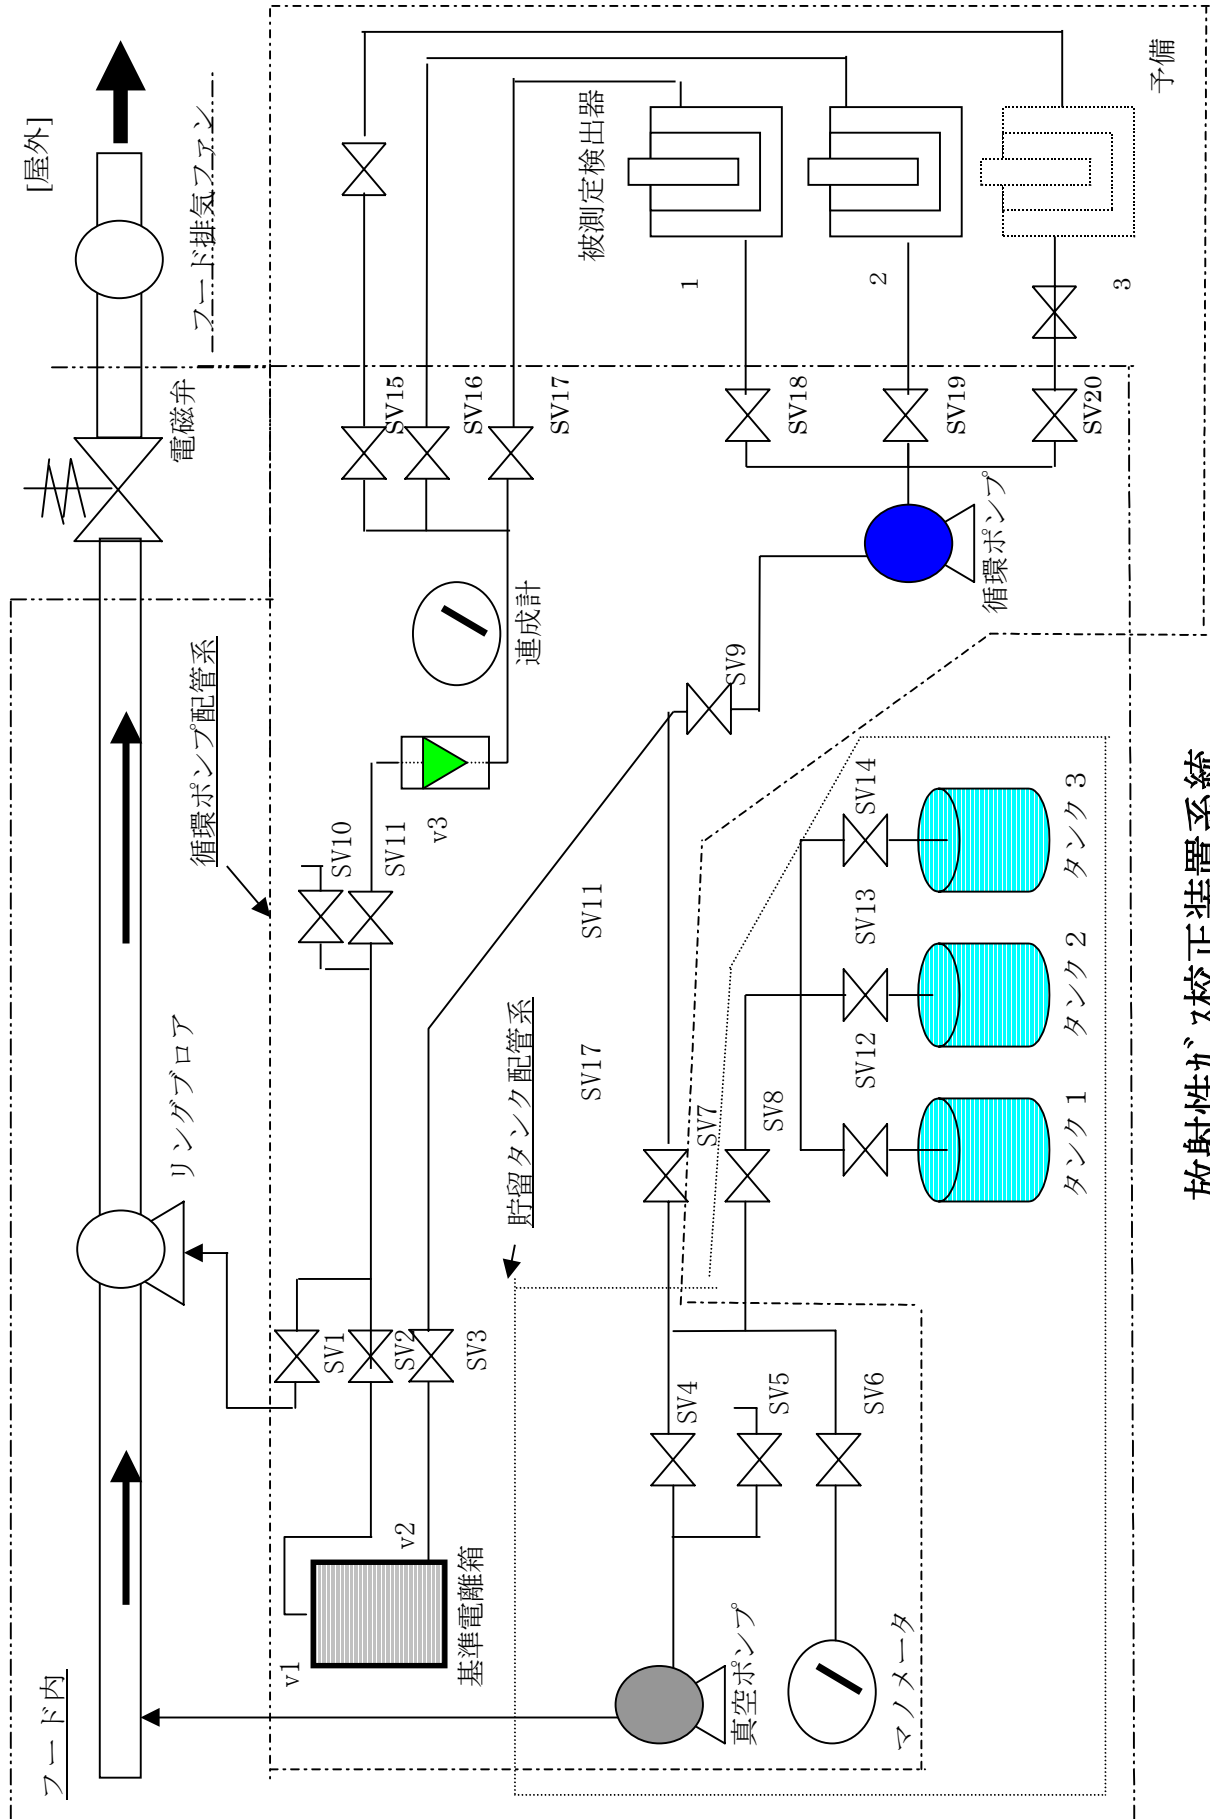 [屋外]
フード排気ファン
電磁弁
リングブロア
フード内
循環ポンプ配管系
貯留タンク配管系
予備
被測定検出器
1
2
3
SV15
SV16
SV17
SV18
SV19
SV20
連成計
循環ポンプ
SV9
SV10
SV11
v3
SV11
SV17
SV14
SV13
SV12
SV7
SV8
タンク3
タンク2
タンク1
SV1
SV2
SV3
SV4
SV5
SV6
v1
v2
基準電離箱
真空ポンプ
マノメータ
放射性ガス校正装置系統